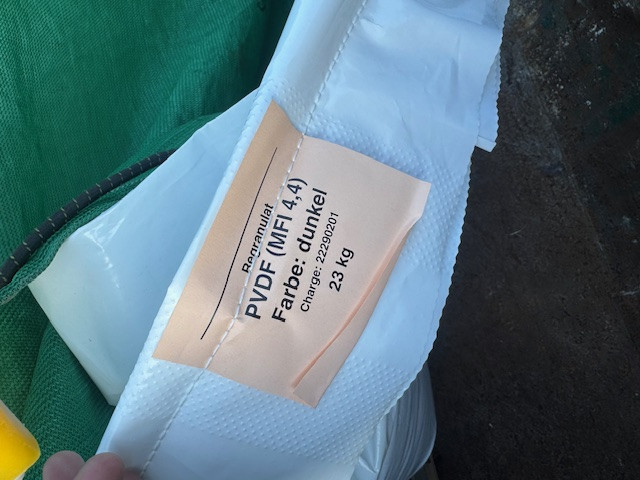 Regranulat
PVDF (MFI 4,4)
Farbe: dunkel
Charge: 22290201
23 kg